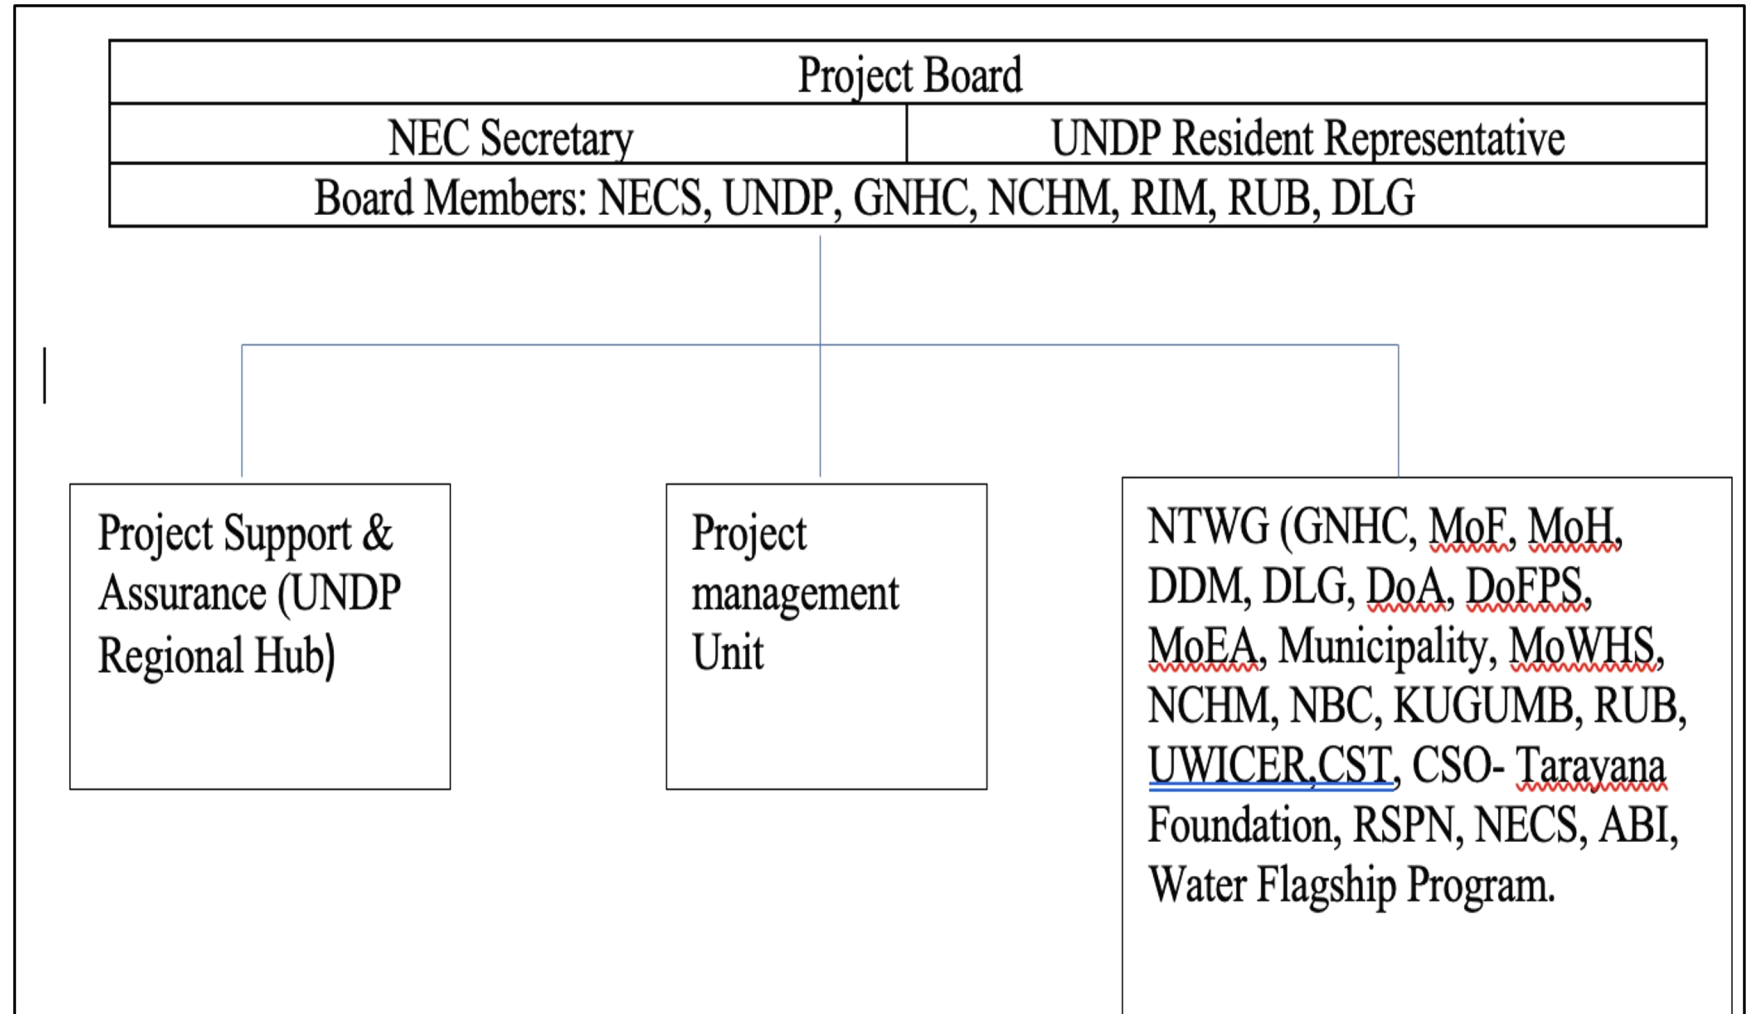 Project Board
NEC Secretary
UNDP Resident Representative
Board Members: NECS, UNDP, GNHC, NCHM, RIM, RUB, DLG
Project Support &
Assurance (UNDP
Regional Hub)
Project
management
Unit
NTWG (GNHC, MoF, MoH,
DDM, DLG, DoA, DoFPS,
MoEA, Municipality, MoWHS,
NCHM, NBC, KUGUMB, RUB,
UWICER,CST, CSO- Tarayana
Foundation, RSPN, NECS, ABI,
Water Flagship Program.